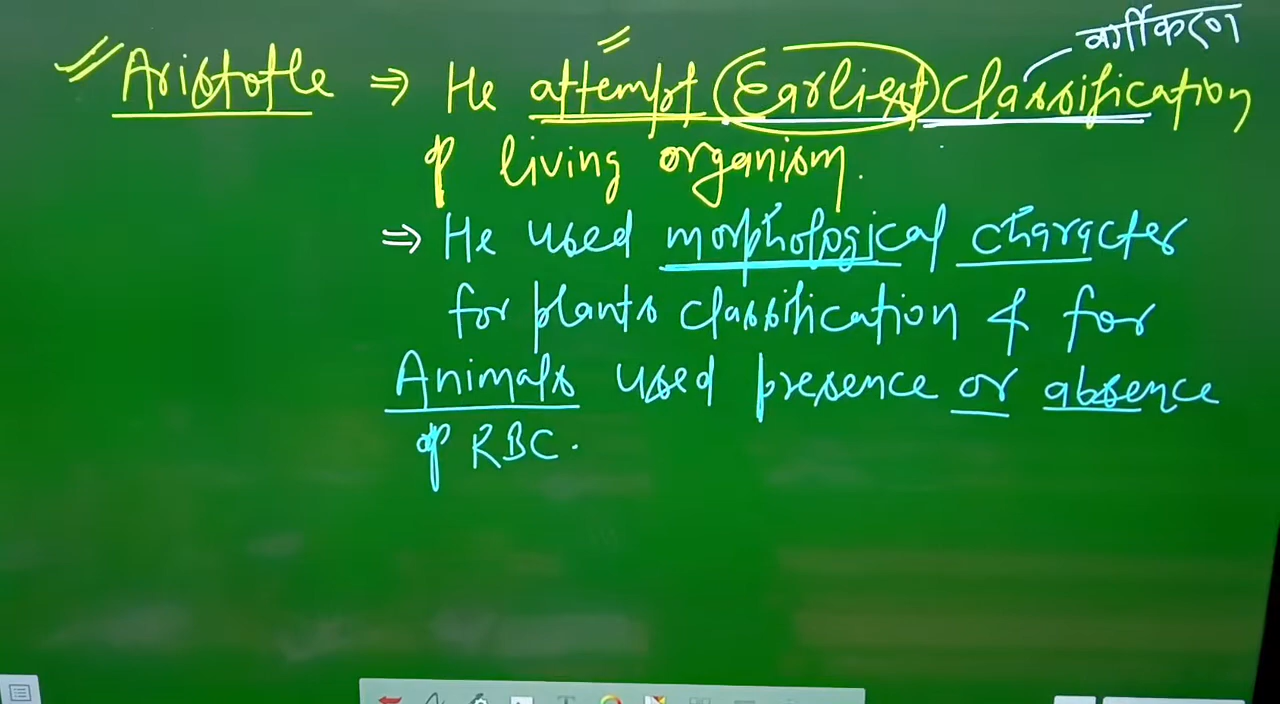 वर्गीकरण
Aristotle ⇒ He attempt Earliest classification
of living organism.
⇒ He used morphological character
for plants classification & for
Animals used presence or absence
of RBC.